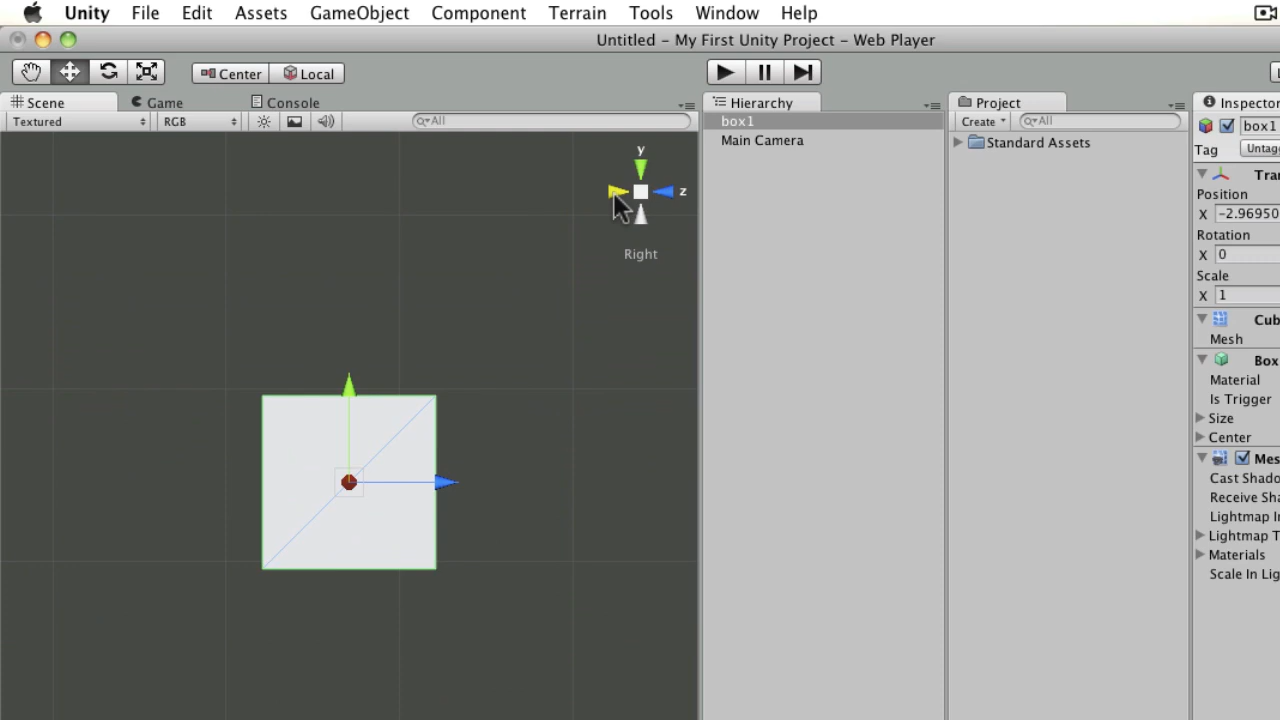 Unity File Edit Assets GameObject Component Terrain Tools Window Help
Untitled – My First Unity Project – Web Player
Center Local
Scene Game Console
Textured RGB All
y
z
Right
Hierarchy
box1
Main Camera
Project
Create All
Standard Assets
Inspector
box1
Tag Untagg
Tra
Position
X -2.96950
Rotation
X 0
Scale
X 1
Cub
Mesh
Box
Material
Is Trigger
Size
Center
Mes
Cast Shado
Receive Sha
Lightmap In
Lightmap T
Materials
Scale In Lig